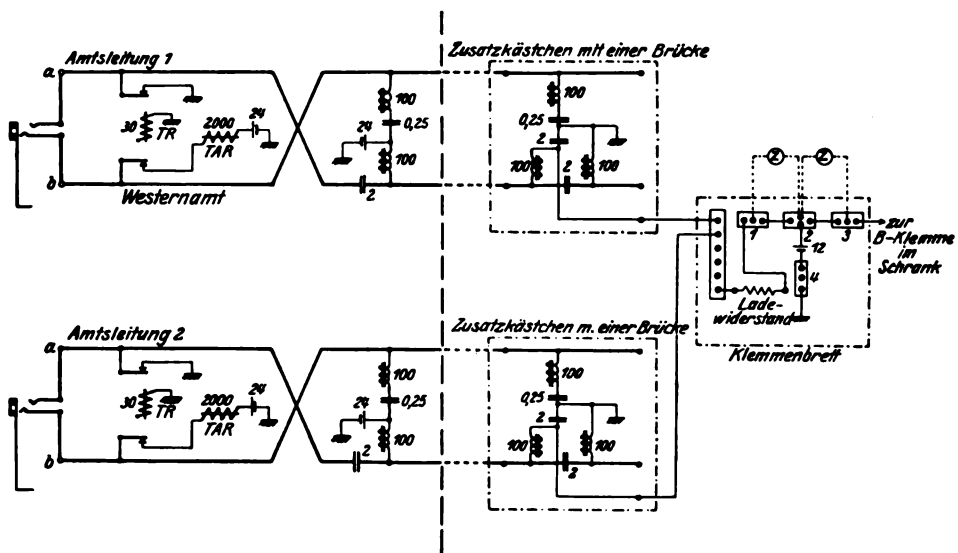 Amtsleitung 1
a
30
TR
2000
TAR
24
b
Westernamt
100
0,25
24
100
2
Zusatzkästchen mit einer Brücke
100
0,25
2
100
2
100
Z
Z
1
2
3
zur
B-Klemme
im
Schrank
12
4
Lade-
widerstand
Klemmenbrett
Amtsleitung 2
a
30
TR
2000
TAR
24
b
100
0,25
24
100
2
Zusatzkästchen m. einer Brücke
100
0,25
2
100
2
100